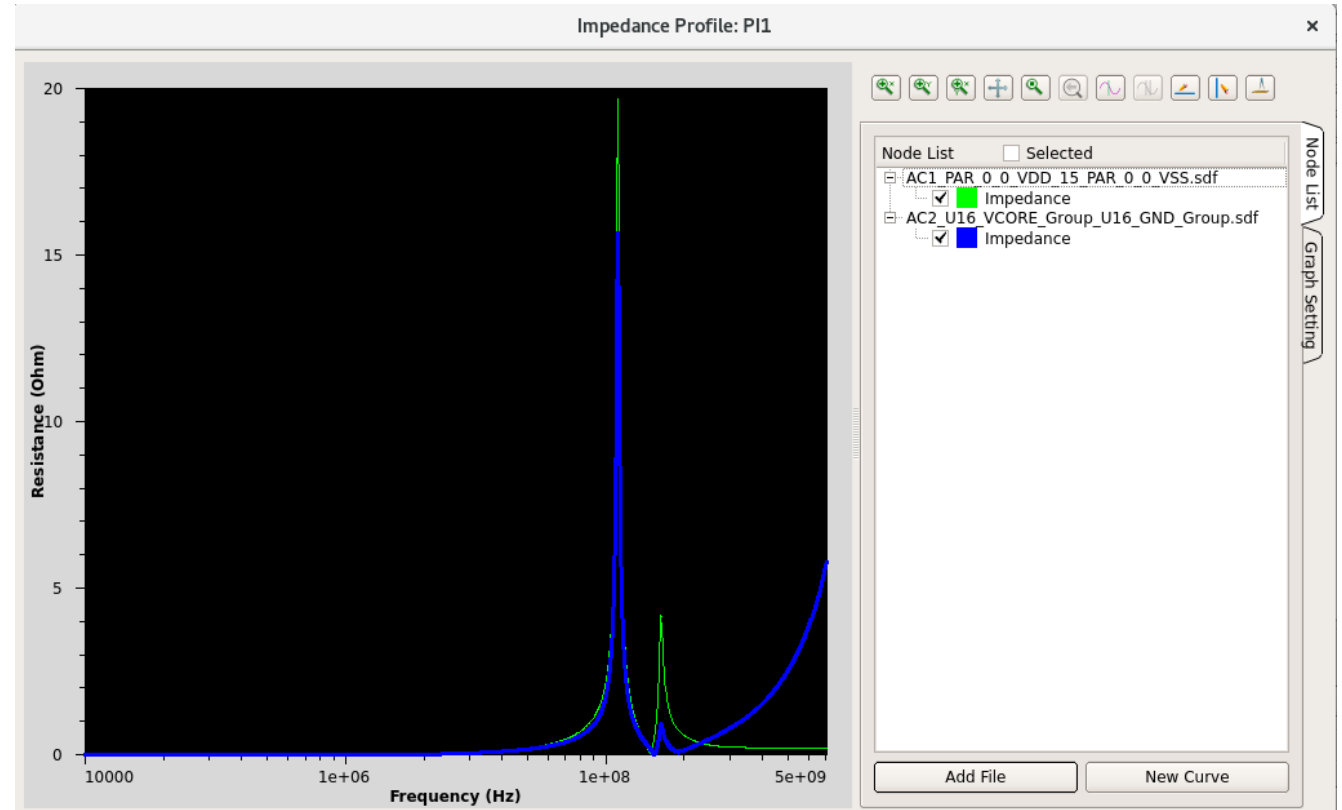 Impedance Profile: PI1
×
20
15
10
5
0
Resistance (Ohm)
10000
1e+06
1e+08
5e+09
Frequency (Hz)
Node List
Selected
AC1_PAR_0_0_VDD_15_PAR_0_0_VSS.sdf
Impedance
AC2_U16_VCORE_Group_U16_GND_Group.sdf
Impedance
Node List
Graph Setting
Add File
New Curve